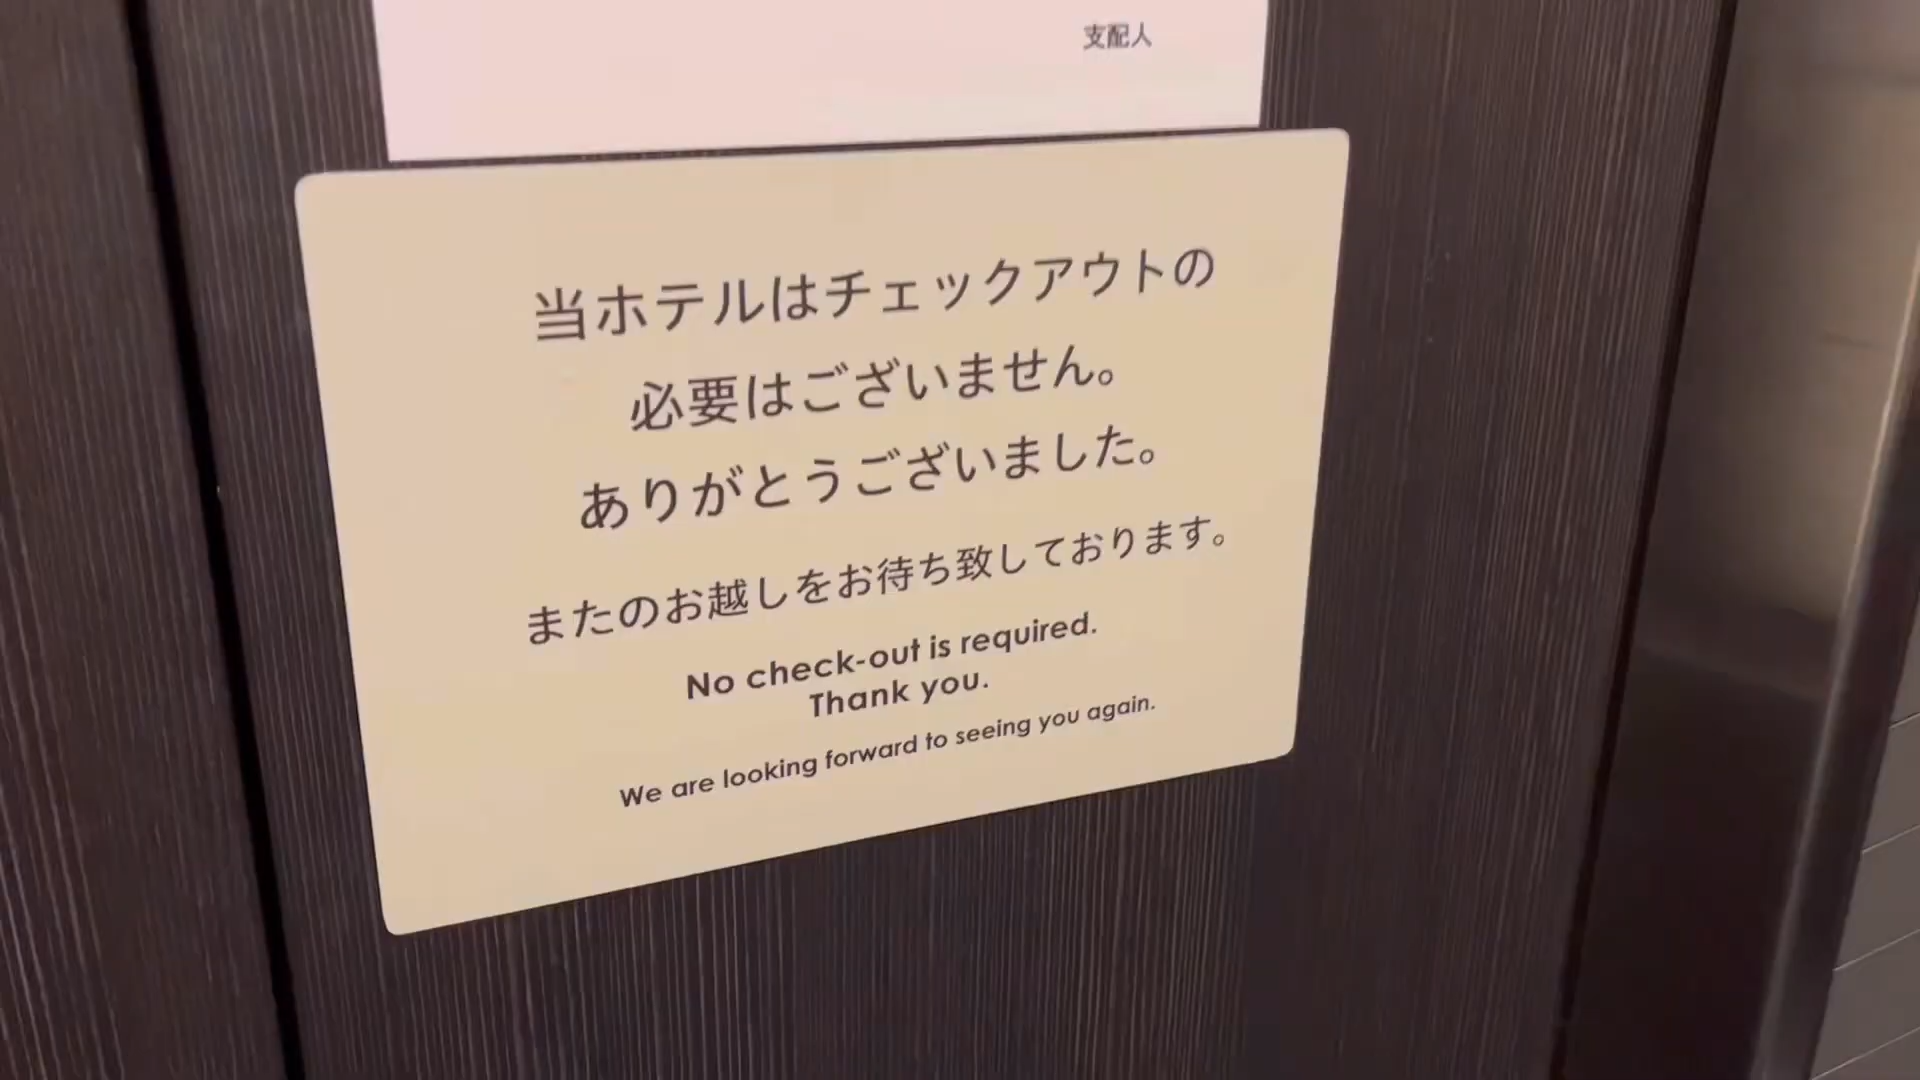 支配人
当ホテルはチェックアウトの
必要はございません。
ありがとうございました。
またのお越しをお待ち致しております。
No check-out is required.
Thank you.
We are looking forward to seeing you again.